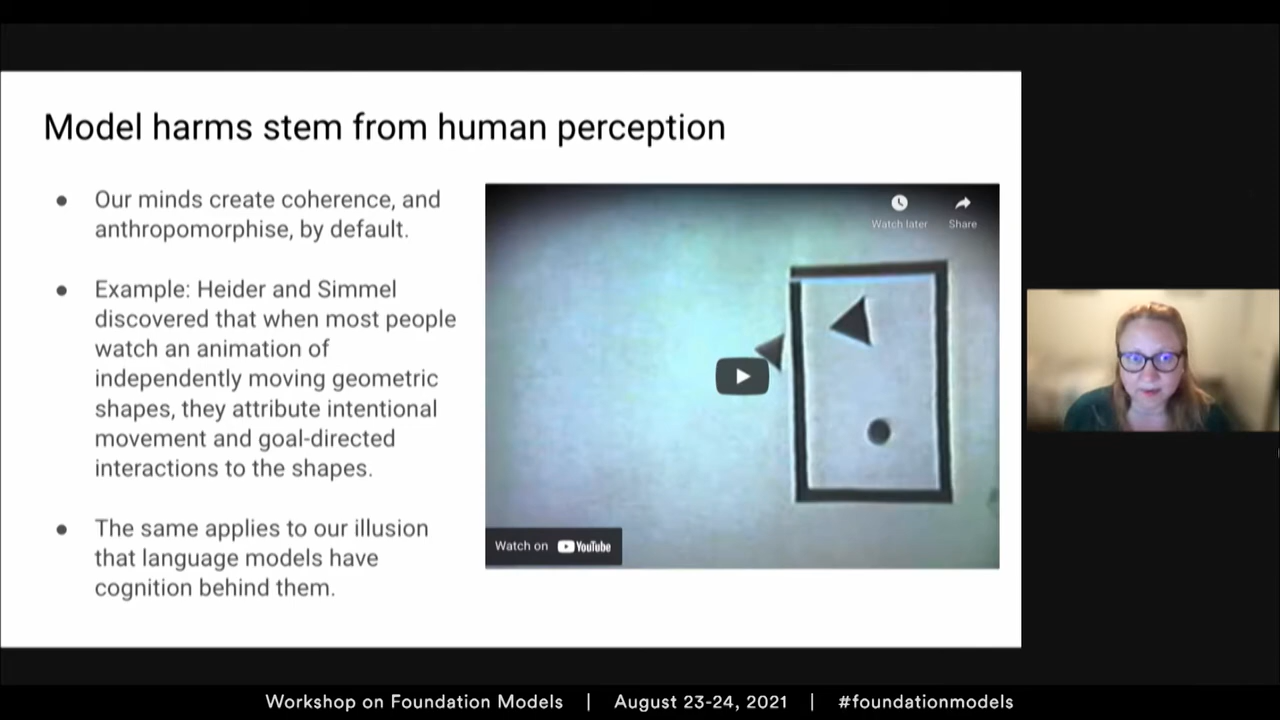 Model harms stem from human perception
● Our minds create coherence, and
anthropomorphise, by default.
● Example: Heider and Simmel
discovered that when most people
watch an animation of
independently moving geometric
shapes, they attribute intentional
movement and goal-directed
interactions to the shapes.
● The same applies to our illusion
that language models have
cognition behind them.
Watch later
Share
Watch on YouTube
Workshop on Foundation Models | August 23-24, 2021 | #foundationmodels